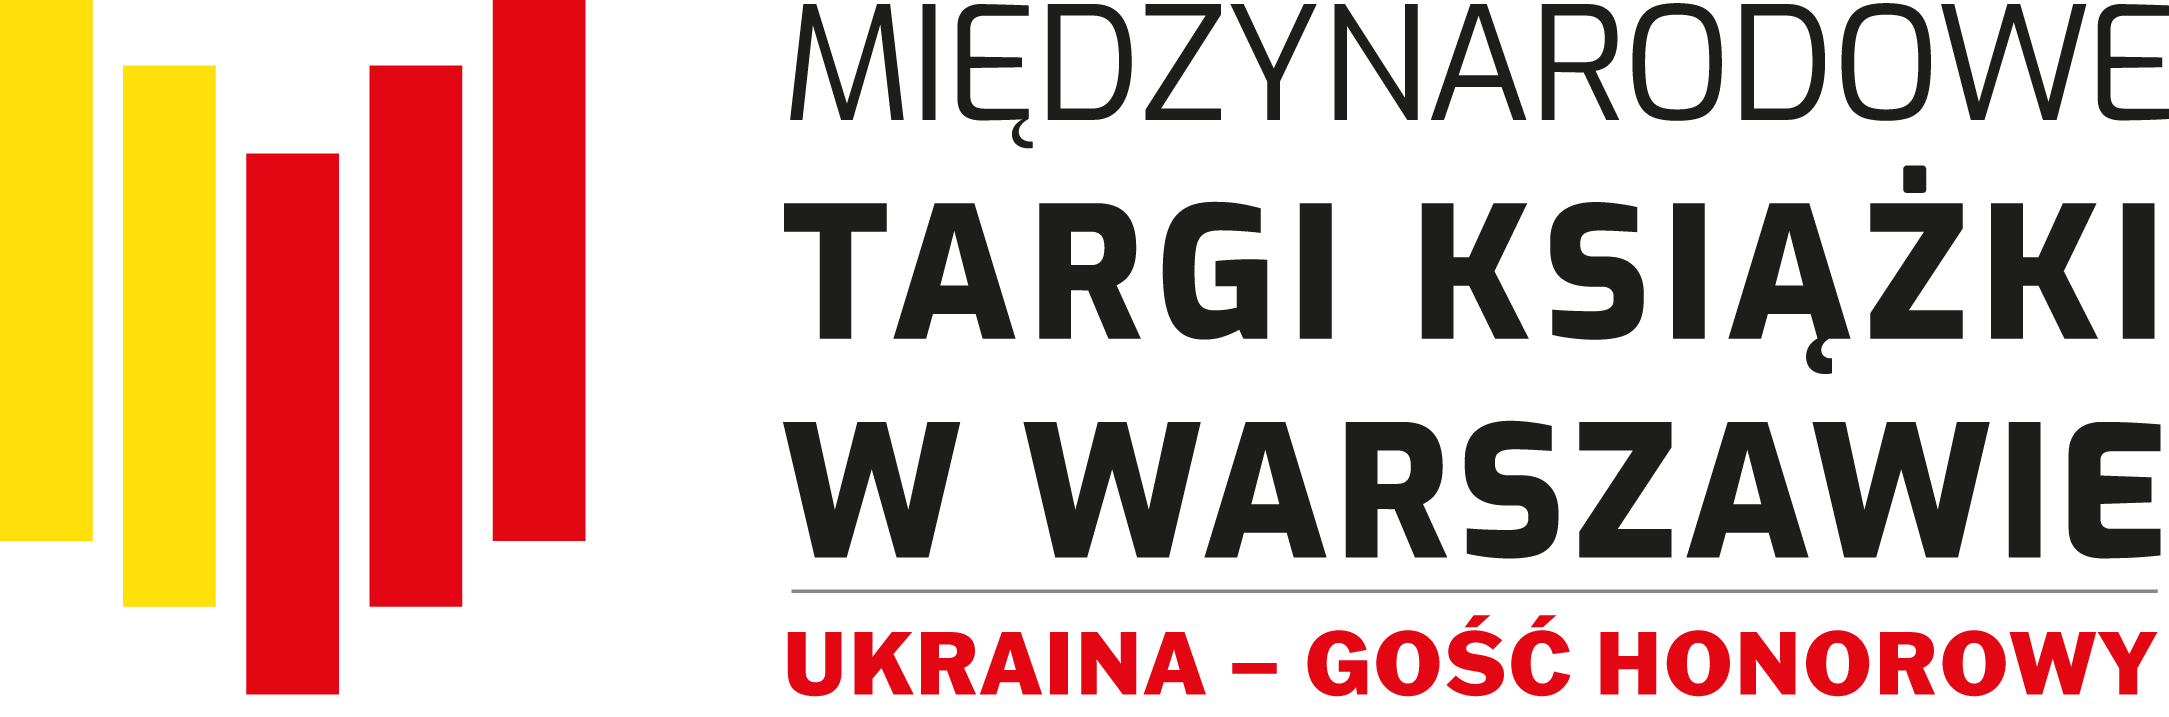 MIĘDZYNARODOWE
TARGI KSIĄŻKI
W WARSZAWIE
UKRAINA – GOŚĆ HONOROWY